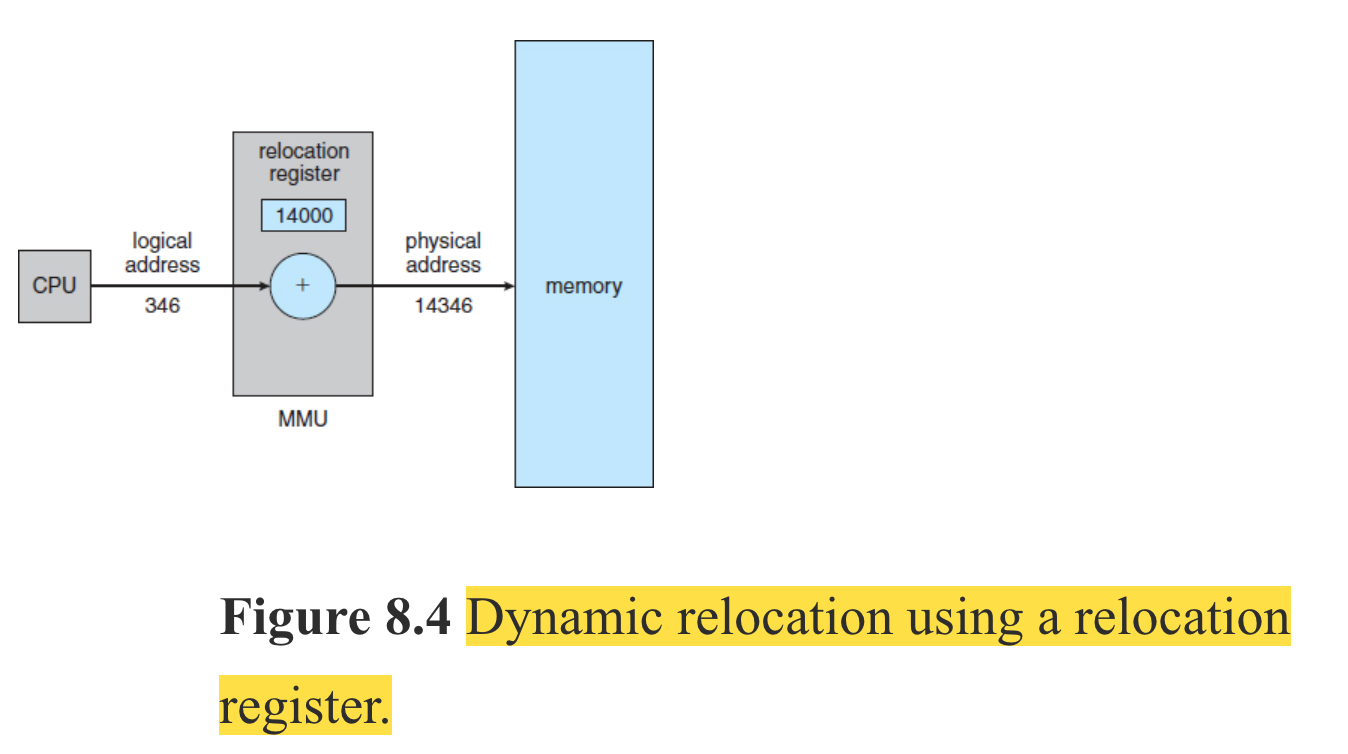 relocation
register
14000
logical
address
physical
address
CPU
+
memory
346
14346
MMU
Figure 8.4 Dynamic relocation using a relocation
register.